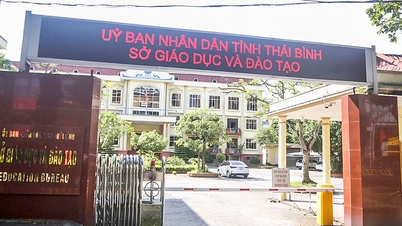 UỶ BAN NHÂN DÂN TỈNH THÁI BÌNH
SỞ GIÁO DỤC VÀ ĐÀO TẠO
SỞ GIÁO DỤC VÀ ĐÀO TẠO
EDUCATION BUREAU